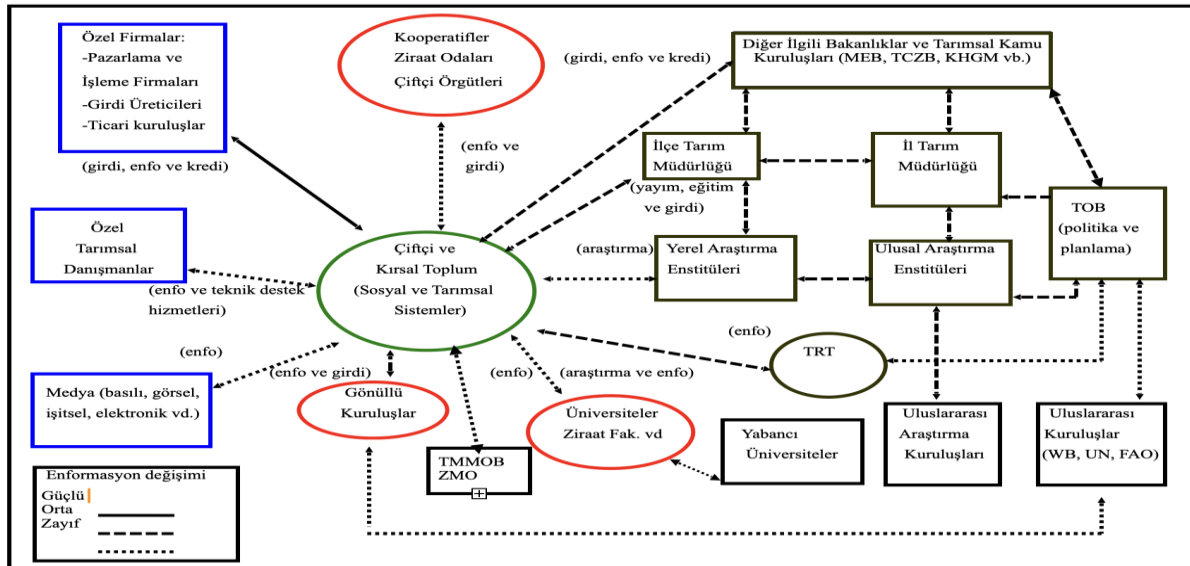 Özel Firmalar:
-Pazarlama ve
İşleme Firmaları
-Girdi Üreticileri
-Ticari kuruluşlar
(girdi, enfo ve kredi)
Kooperatifler
Ziraat Odaları
Çiftçi Örgütleri
(enfo ve
girdi)
(girdi, enfo ve kredi)
Diğer İlgili Bakanlıklar ve Tarımsal Kamu
Kuruluşları (MEB, TCZB, KHGM vb.)
İlçe Tarım
Müdürlüğü
(yayım, eğitim
ve girdi)
İl Tarım
Müdürlüğü
TOB
(politika ve
planlama)
Özel
Tarımsal
Danışmanlar
(enfo ve teknik destek
hizmetleri)
Çiftçi ve
Kırsal Toplum
(Sosyal ve Tarımsal
Sistemler)
(araştırma)
Yerel Araştırma
Enstitüleri
Ulusal Araştırma
Enstitüleri
(enfo)
TRT
(enfo)
Medya (basılı, görsel,
işitsel, elektronik vd.)
(enfo ve girdi)
Gönüllü
Kuruluşlar
(enfo)
(araştırma ve enfo)
Üniversiteler
Ziraat Fak. vd
TMMOB
ZMO
Yabancı
Üniversiteler
Uluslararası
Araştırma
Kuruluşları
Uluslararası
Kuruluşlar
(WB, UN, FAO)
Enformasyon değişimi
Güçlü
Orta
Zayıf